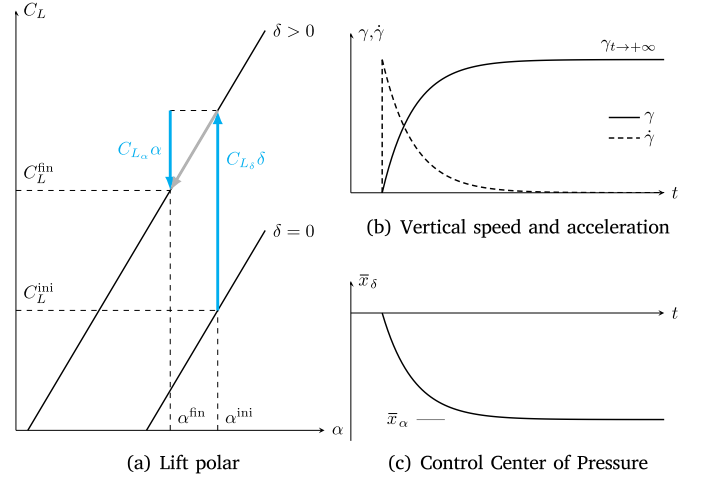 C_L
δ > 0
C_{L_α}α
C_{L_δ}δ
C_L^{fin}
δ = 0
C_L^{ini}
α^{fin}
α^{ini}
α
(a) Lift polar
γ,γ̇
γ_{t→+∞}
γ
γ̇
t
(b) Vertical speed and acceleration
x̅_δ
t
x̅_α
(c) Control Center of Pressure